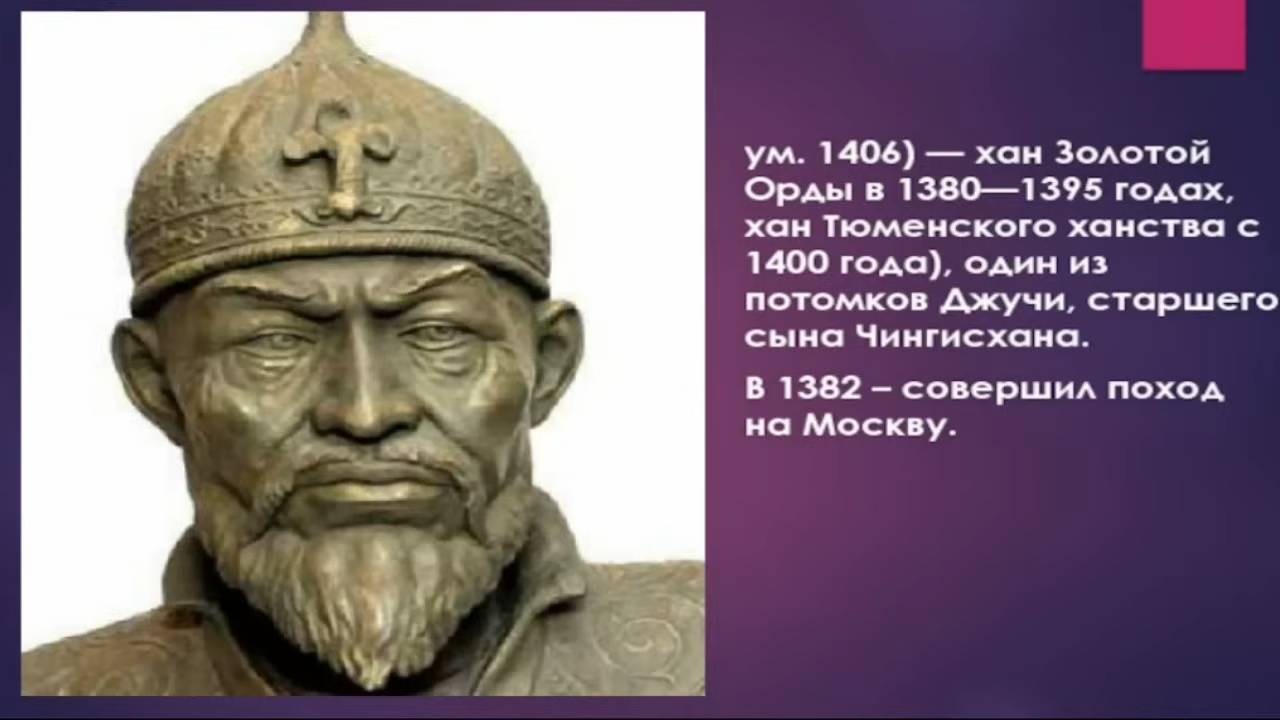 ум. 1406) — хан Золотой
Орды в 1380—1395 годах,
хан Тюменского ханства с
1400 года), один из
потомков Джучи, старшего
сына Чингисхана.
В 1382 – совершил поход
на Москву.